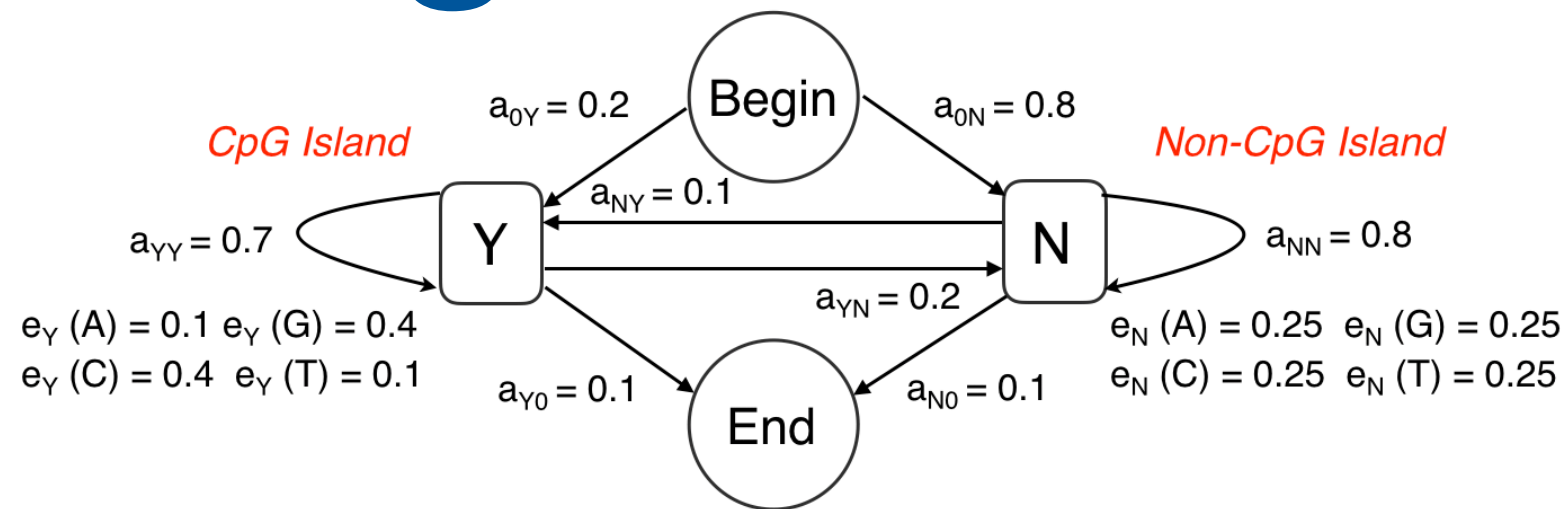 Begin
a0Y = 0.2
a0N = 0.8
CpG Island
Non-CpG Island
aNY = 0.1
Y
N
aYY = 0.7
aNN = 0.8
aYN = 0.2
eY (A) = 0.1 eY (G) = 0.4
eN (A) = 0.25 eN (G) = 0.25
eY (C) = 0.4 eY (T) = 0.1
eN (C) = 0.25 eN (T) = 0.25
aY0 = 0.1
aN0 = 0.1
End